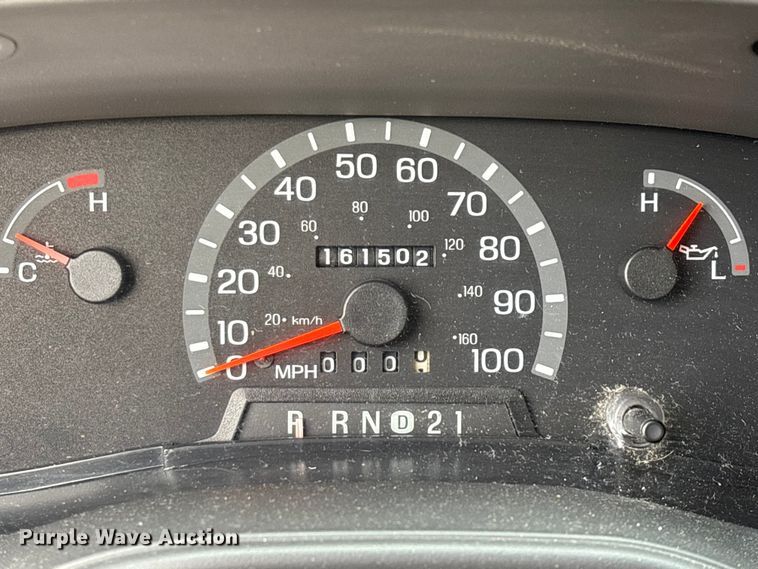 50 60
40 70
30 80
20 90
10 100
0
60 80 100 120
40 140
20 km/h 160
161502
MPH 0 0 0 0
H
C
H
L
P R N D 2 1
Purple Wave Auction